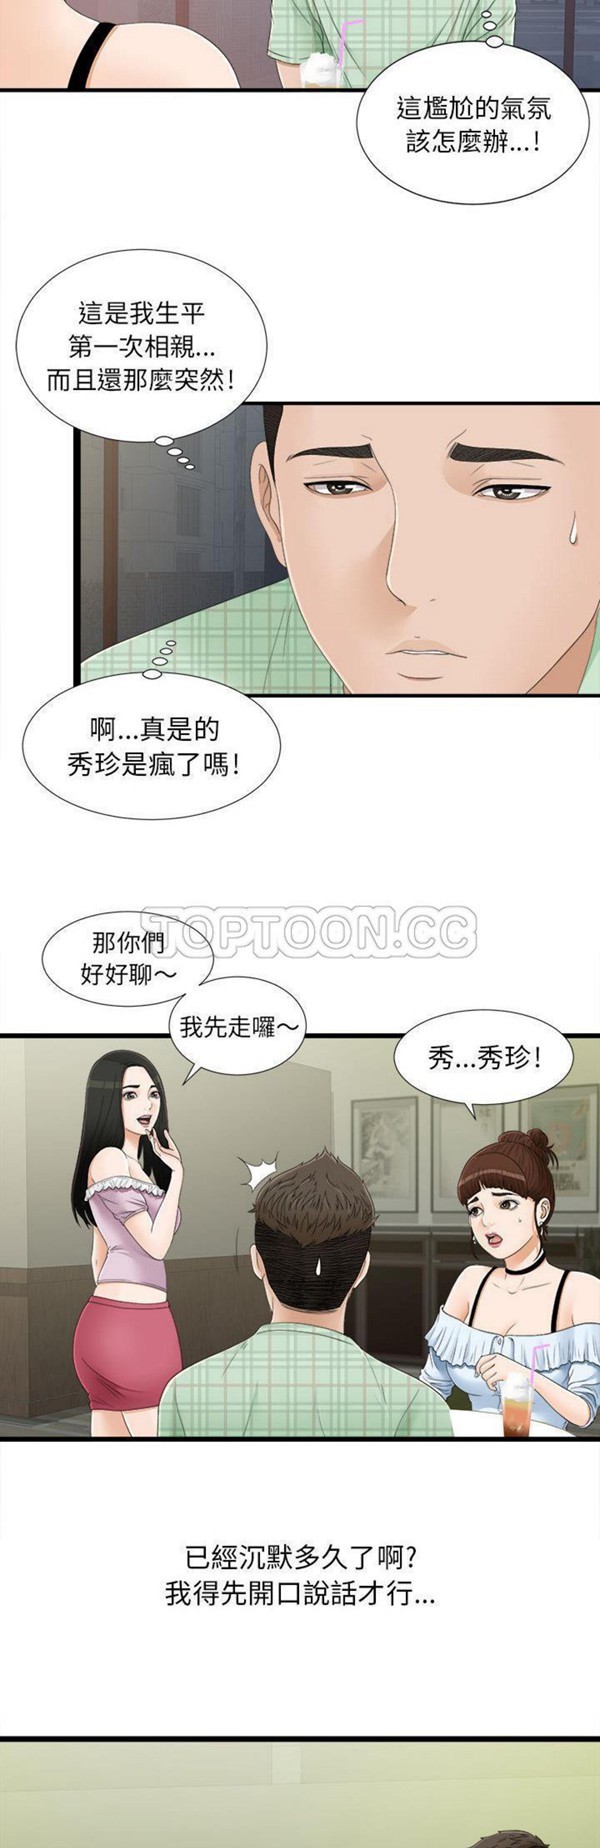 這尷尬的氣氛
該怎麼辦...!
這是我生平
第一次相親...
而且還那麼突然!
啊...真是的
秀珍是瘋了嗎!
TOPTOON.CC
那你們
好好聊～
我先走囉～
秀...秀珍!
已經沉默多久了啊?
我得先開口說話才行...